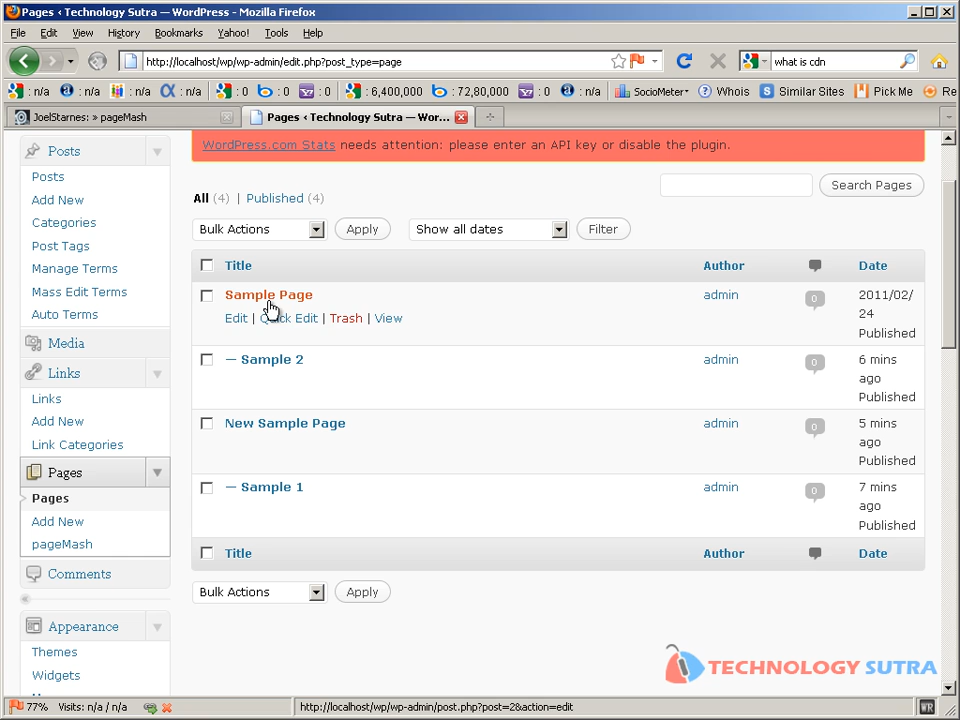 Pages ‹ Technology Sutra — WordPress - Mozilla Firefox
File Edit View History Bookmarks Yahoo! Tools Help
http://localhost/wp/wp-admin/edit.php?post_type=page
what is cdn
: n/a : n/a : n/a : n/a : 0 : 0 : 0 : 6,400,000 : 72,80,000 : n/a : n/a SocioMeter Whois Similar Sites Pick Me Re
JoelStarnes: » pageMash
Pages ‹ Technology Sutra — Wor...
WordPress.com Stats needs attention: please enter an API key or disable the plugin.
Posts
Posts
Add New
Categories
Post Tags
Manage Terms
Mass Edit Terms
Auto Terms
Media
Links
Links
Add New
Link Categories
Pages
Pages
Add New
pageMash
Comments
Appearance
Themes
Widgets
All (4) | Published (4)
Search Pages
Bulk Actions Apply Show all dates Filter
Title Author Date
Sample Page admin 0 2011/02/
24
Published
Edit | Quick Edit | Trash | View
— Sample 2 admin 0 6 mins
ago
Published
New Sample Page admin 0 5 mins
ago
Published
— Sample 1 admin 0 7 mins
ago
Published
Title Author Date
Bulk Actions Apply
TECHNOLOGY SUTRA
77% Visits: n/a / n/a http://localhost/wp/wp-admin/post.php?post=2&action=edit